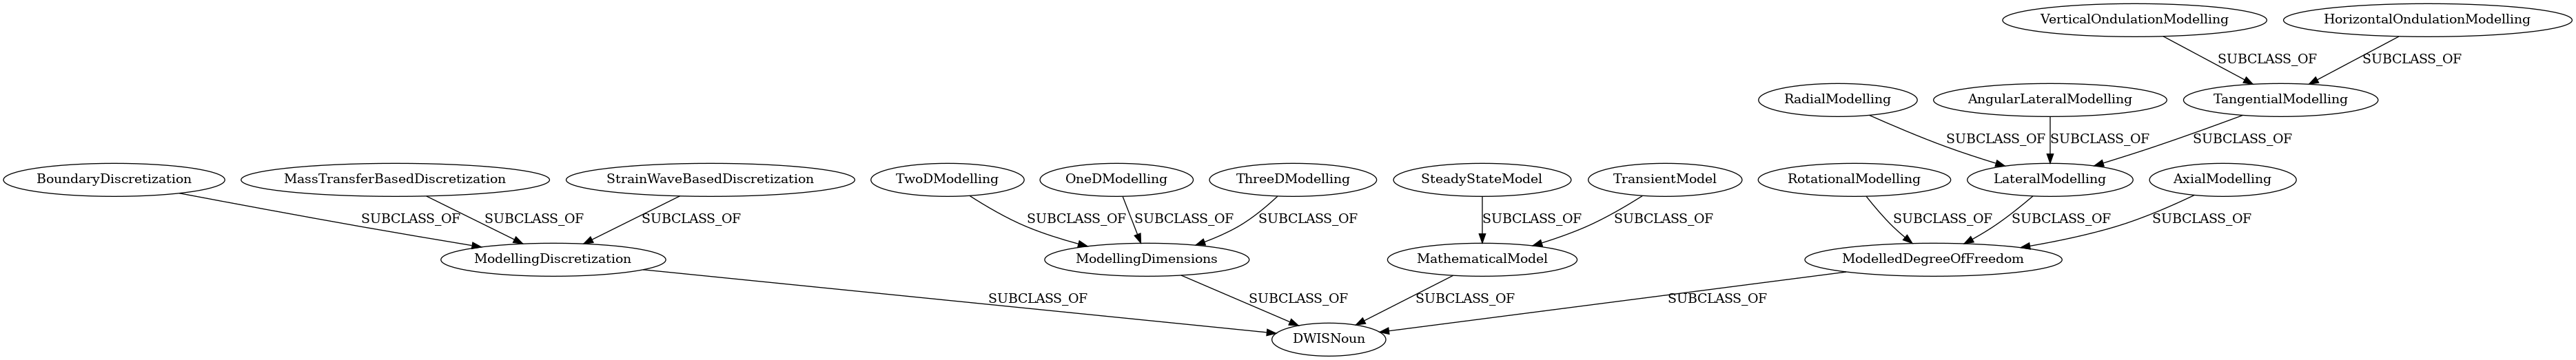 VerticalOndulationModelling
HorizontalOndulationModelling
SUBCLASS_OF
SUBCLASS_OF
RadialModelling
AngularLateralModelling
TangentialModelling
SUBCLASS_OF
SUBCLASS_OF
SUBCLASS_OF
BoundaryDiscretization
MassTransferBasedDiscretization
StrainWaveBasedDiscretization
TwoDModelling
OneDModelling
ThreeDModelling
SteadyStateModel
TransientModel
RotationalModelling
LateralModelling
AxialModelling
SUBCLASS_OF
SUBCLASS_OF
SUBCLASS_OF
SUBCLASS_OF
SUBCLASS_OF
SUBCLASS_OF
SUBCLASS_OF
SUBCLASS_OF
SUBCLASS_OF
SUBCLASS_OF
SUBCLASS_OF
ModellingDiscretization
ModellingDimensions
MathematicalModel
ModelledDegreeOfFreedom
SUBCLASS_OF
SUBCLASS_OF
SUBCLASS_OF
SUBCLASS_OF
DWISNoun